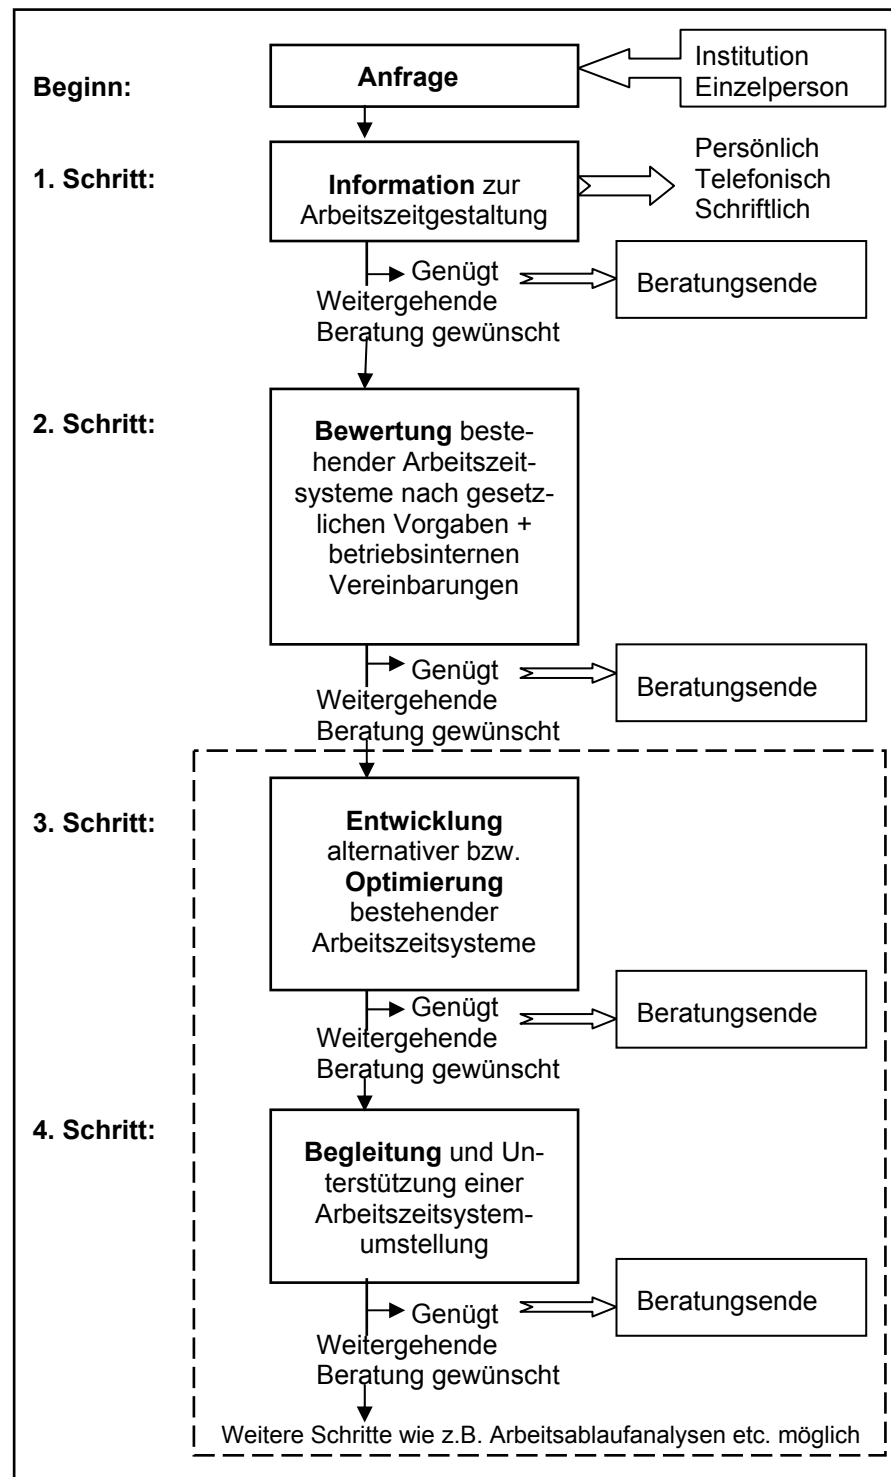 Beginn:
Anfrage
Institution
Einzelperson
1. Schritt:
Information zur
Arbeitszeitgestaltung
Persönlich
Telefonisch
Schriftlich
Genügt
Beratungsende
Weitergehende
Beratung gewünscht
2. Schritt:
Bewertung beste-
hender Arbeitszeit-
systeme nach gesetz-
lichen Vorgaben +
betriebsinternen
Vereinbarungen
Genügt
Beratungsende
Weitergehende
Beratung gewünscht
3. Schritt:
Entwicklung
alternativer bzw.
Optimierung
bestehender
Arbeitszeitsysteme
Genügt
Beratungsende
Weitergehende
Beratung gewünscht
4. Schritt:
Begleitung und Un-
terstützung einer
Arbeitszeitsystem-
umstellung
Genügt
Beratungsende
Weitergehende
Beratung gewünscht
Weitere Schritte wie z.B. Arbeitsablaufanalysen etc. möglich